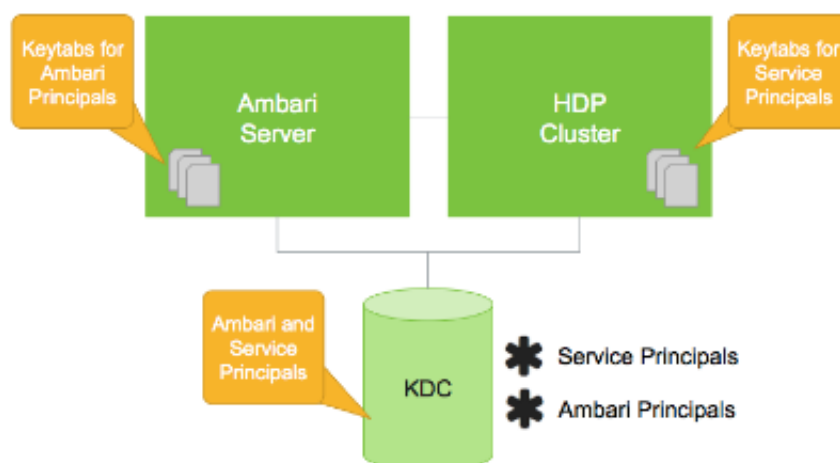 Keytabs for
Ambari
Principals
Ambari
Server
HDP
Cluster
Keytabs for
Service
Principals
Ambari and
Service
Principals
KDC
Service Principals
Ambari Principals